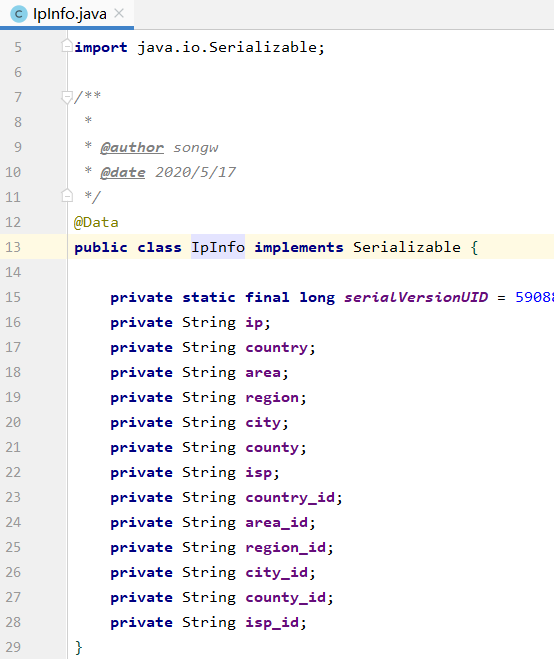 IpInfo.java
5 import java.io.Serializable;
6
7 /**
8 *
9 * @author songw
10 * @date 2020/5/17
11 */
12 @Data
13 public class IpInfo implements Serializable {
14
15 private static final long serialVersionUID = 5908
16 private String ip;
17 private String country;
18 private String area;
19 private String region;
20 private String city;
21 private String county;
22 private String isp;
23 private String country_id;
24 private String area_id;
25 private String region_id;
26 private String city_id;
27 private String county_id;
28 private String isp_id;
29 }